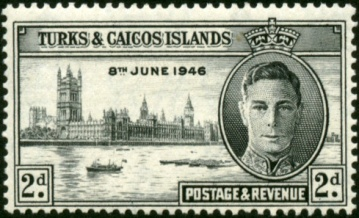 TURKS & CAICOS ISLANDS
8TH JUNE 1946
2d.
POSTAGE & REVENUE
2d.